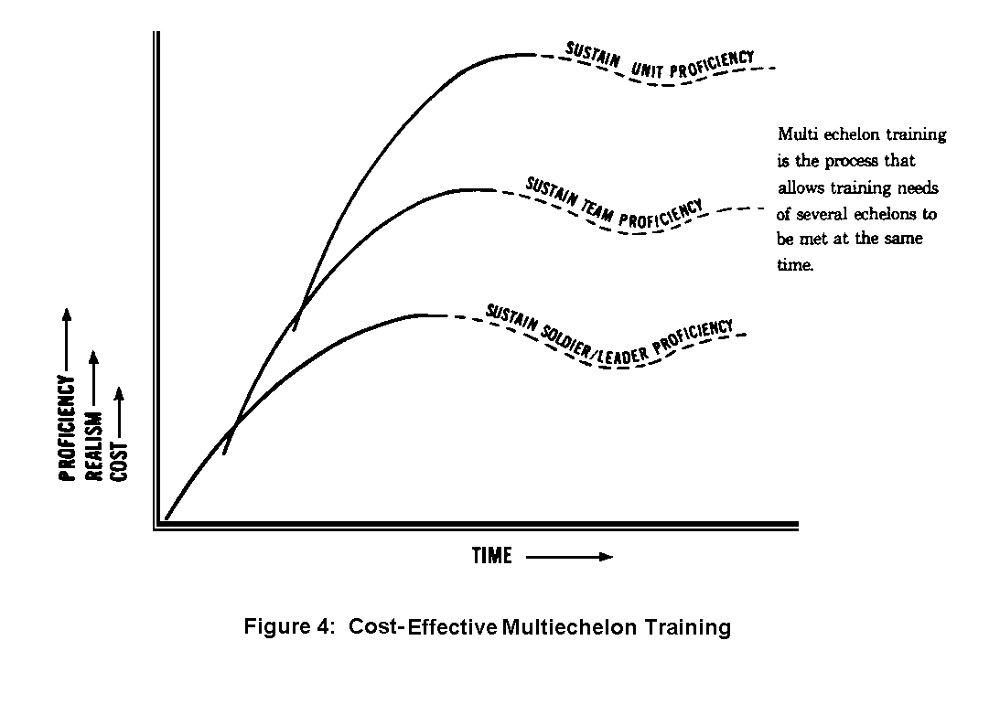 SUSTAIN UNIT PROFICIENCY
Multi echelon training
is the process that
allows training needs
of several echelons to
be met at the same
time.
SUSTAIN TEAM PROFICIENCY
SUSTAIN SOLDIER/LEADER PROFICIENCY
PROFICIENCY
REALISM
COST
TIME
Figure 4: Cost-Effective Multiechelon Training